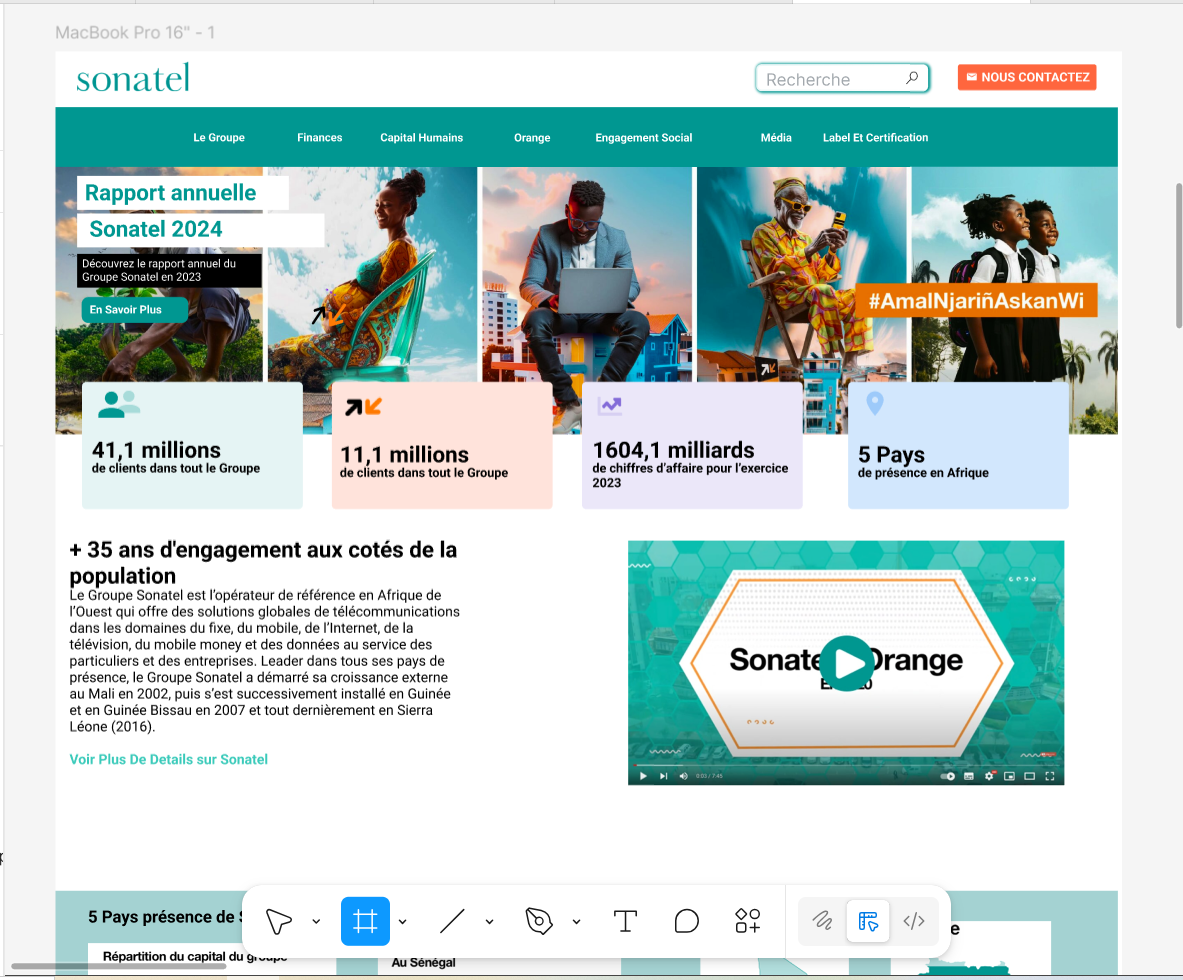 MacBook Pro 16" - 1
sonatel
Recherche
NOUS CONTACTEZ
Le Groupe
Finances
Capital Humains
Orange
Engagement Social
Média
Label Et Certification
Rapport annuelle
Sonatel 2024
Découvrez le rapport annuel du
Groupe Sonatel en 2023
En Savoir Plus
#AmalNjariñAskanWi
41,1 millions
de clients dans tout le Groupe
11,1 millions
de clients dans tout le Groupe
1604,1 milliards
de chiffres d'affaire pour l'exercice
2023
5 Pays
de présence en Afrique
+ 35 ans d'engagement aux cotés de la
population
Le Groupe Sonatel est l'opérateur de référence en Afrique de
l'Ouest qui offre des solutions globales de télécommunications
dans les domaines du fixe, du mobile, de l'Internet, de la
télévision, du mobile money et des données au service des
particuliers et des entreprises. Leader dans tous ses pays de
présence, le Groupe Sonatel a démarré sa croissance externe
au Mali en 2002, puis s'est successivement installé en Guinée
et en Guinée Bissau en 2007 et tout dernièrement en Sierra
Léone (2016).
Voir Plus De Details sur Sonatel
Orange
0:03 / 7:45
5 Pays présence de
Répartition du capital du groupe
Au Sénégal